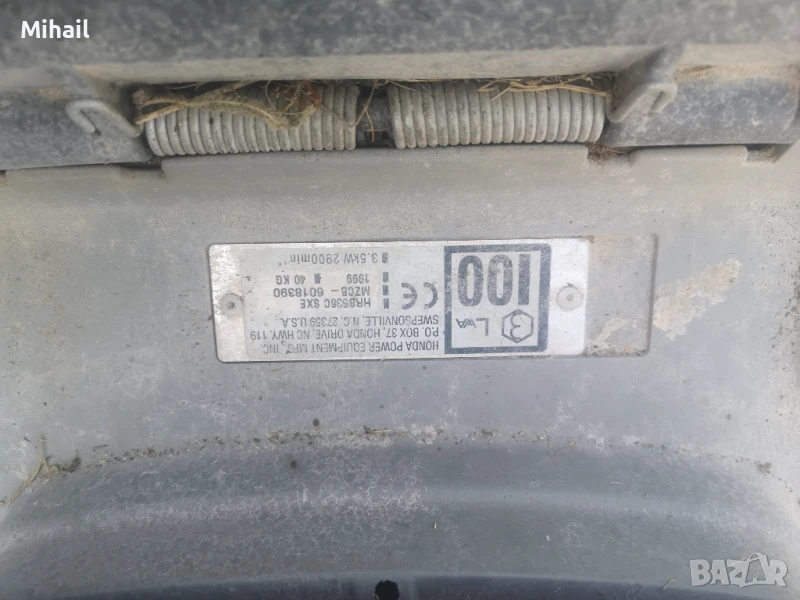 Mihail
HONDA POWER EQUIPMENT MFG., INC.
P.O. BOX 37, HONDA DRIVE, NC HWY. 119
SWEPSONVILLE, N.C. 27359 U.S.A.
HRB536C SXE
MZCB - 6018390
1999 40 KG
3.5kW 2900min⁻¹
CE
LWA
100
BAZAR